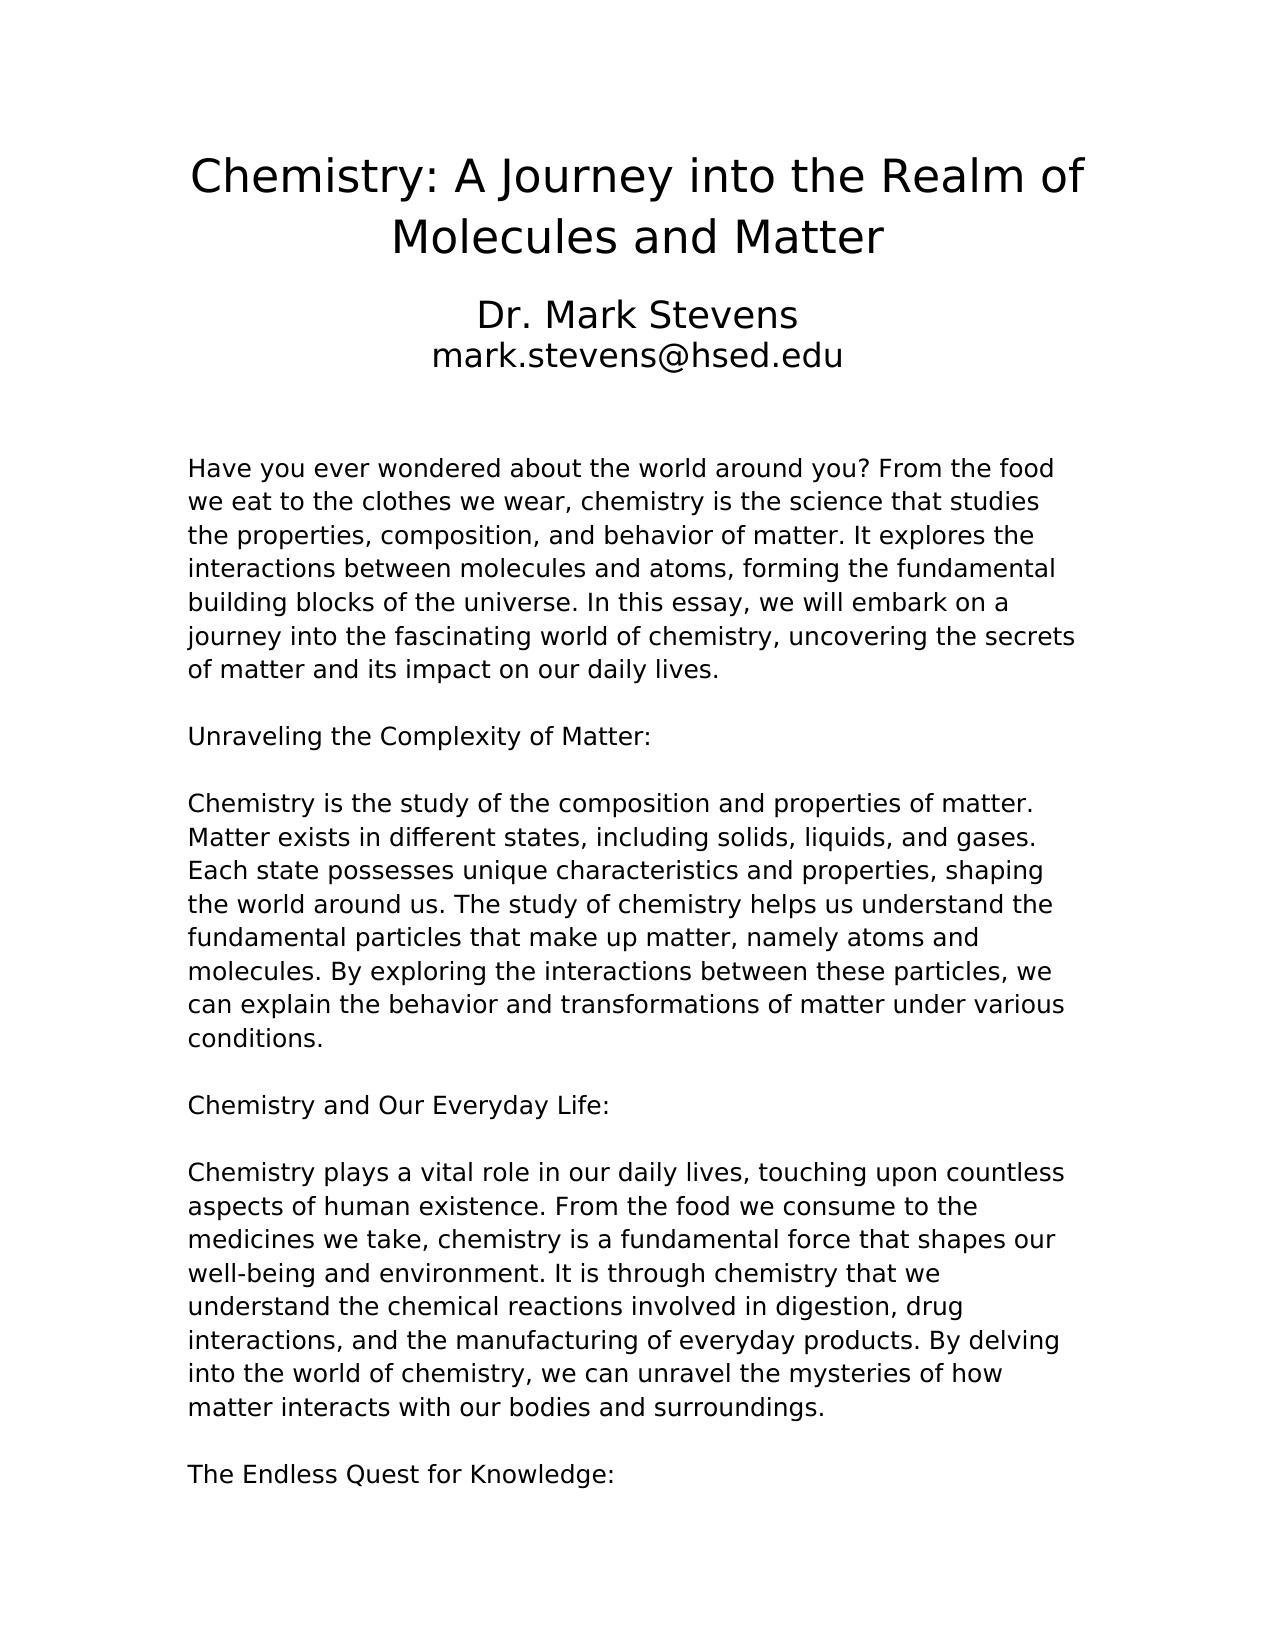 Chemistry: A Journey into the Realm of
Molecules and Matter
Dr. Mark Stevens
mark.stevens@hsed.edu
Have you ever wondered about the world around you? From the food
we eat to the clothes we wear, chemistry is the science that studies
the properties, composition, and behavior of matter. It explores the
interactions between molecules and atoms, forming the fundamental
building blocks of the universe. In this essay, we will embark on a
journey into the fascinating world of chemistry, uncovering the secrets
of matter and its impact on our daily lives.
Unraveling the Complexity of Matter:
Chemistry is the study of the composition and properties of matter.
Matter exists in different states, including solids, liquids, and gases.
Each state possesses unique characteristics and properties, shaping
the world around us. The study of chemistry helps us understand the
fundamental particles that make up matter, namely atoms and
molecules. By exploring the interactions between these particles, we
can explain the behavior and transformations of matter under various
conditions.
Chemistry and Our Everyday Life:
Chemistry plays a vital role in our daily lives, touching upon countless
aspects of human existence. From the food we consume to the
medicines we take, chemistry is a fundamental force that shapes our
well-being and environment. It is through chemistry that we
understand the chemical reactions involved in digestion, drug
interactions, and the manufacturing of everyday products. By delving
into the world of chemistry, we can unravel the mysteries of how
matter interacts with our bodies and surroundings.
The Endless Quest for Knowledge: